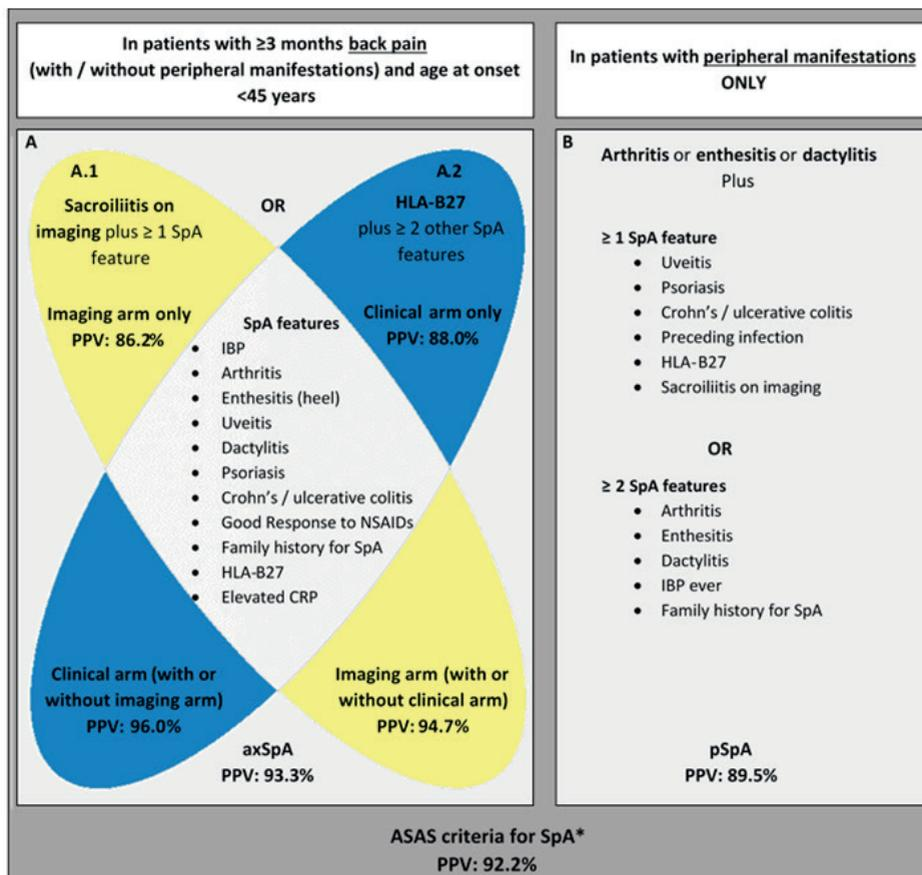 In patients with ≥3 months back pain
(with / without peripheral manifestations) and age at onset
<45 years
In patients with peripheral manifestations
ONLY
A
A.1
Sacroiliitis on
imaging plus ≥ 1 SpA
feature
Imaging arm only
PPV: 86.2%
OR
A.2
HLA-B27
plus ≥ 2 other SpA
features
Clinical arm only
PPV: 88.0%
SpA features
• IBP
• Arthritis
• Enthesitis (heel)
• Uveitis
• Dactylitis
• Psoriasis
• Crohn's / ulcerative colitis
• Good Response to NSAIDs
• Family history for SpA
• HLA-B27
• Elevated CRP
Clinical arm (with or
without imaging arm)
PPV: 96.0%
Imaging arm (with or
without clinical arm)
PPV: 94.7%
axSpA
PPV: 93.3%
B
Arthritis or enthesitis or dactylitis
Plus
≥ 1 SpA feature
• Uveitis
• Psoriasis
• Crohn's / ulcerative colitis
• Preceding infection
• HLA-B27
• Sacroiliitis on imaging
OR
≥ 2 SpA features
• Arthritis
• Enthesitis
• Dactylitis
• IBP ever
• Family history for SpA
pSpA
PPV: 89.5%
ASAS criteria for SpA*
PPV: 92.2%